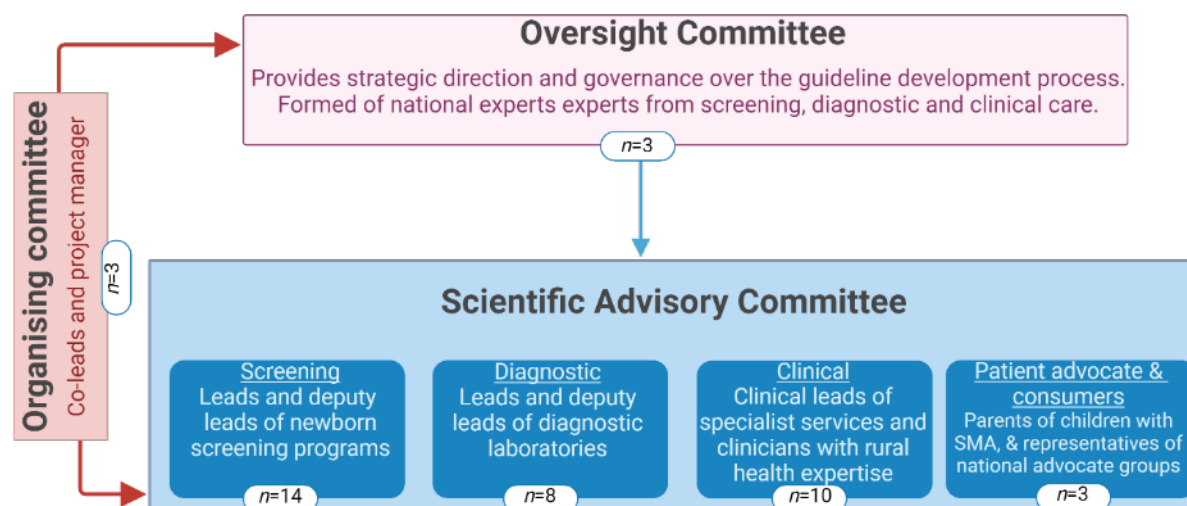 Organising committee
Co-leads and project manager
n=3
Oversight Committee
Provides strategic direction and governance over the guideline development process.
Formed of national experts experts from screening, diagnostic and clinical care.
n=3
Scientific Advisory Committee
Screening
Leads and deputy
leads of newborn
screening programs
n=14
Diagnostic
Leads and deputy
leads of diagnostic
laboratories
n=8
Clinical
Clinical leads of
specialist services and
clinicians with rural
health expertise
n=10
Patient advocate &
consumers
Parents of children with
SMA, & representatives of
national advocate groups
n=3